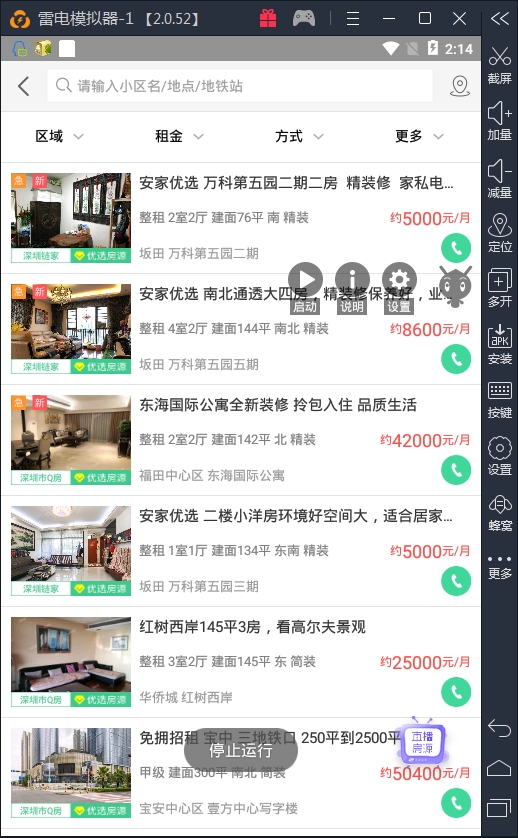 雷电模拟器-1 【2.0.52】
2:14
请输入小区名/地点/地铁站
区域 租金 方式 更多
急 新
安家优选 万科第五园二期二房 精装修 家私电...
整租 2室2厅 建面76平 南 精装
约5000元/月
坂田 万科第五园二期
深圳链家 优选房源
急 新
安家优选 南北通透大四房，精装修保养好，业...
启动 说明 设置
整租 4室2厅 建面144平 南北 精装
约8600元/月
坂田 万科第五园五期
深圳链家 优选房源
急 新
东海国际公寓全新装修 拎包入住 品质生活
整租 2室2厅 建面142平 北 精装
约42000元/月
福田中心区 东海国际公寓
深圳市Q房 优选房源
安家优选 二楼小洋房环境好空间大，适合居家...
整租 1室1厅 建面134平 东南 精装
约5000元/月
坂田 万科第五园三期
深圳链家 优选房源
红树西岸145平3房，看高尔夫景观
整租 3室2厅 建面145平 东 简装
约25000元/月
华侨城 红树西岸
深圳市Q房 优选房源
免拥招租 宝中 三地铁口 250平到2500平
直播
房源
停止运行
甲级 建面300平 南北 简装
约50400元/月
宝安中心区 壹方中心写字楼
深圳市Q房 优选房源
截屏
加量
减量
定位
多开
APK
安装
按键
设置
蜂窝
更多